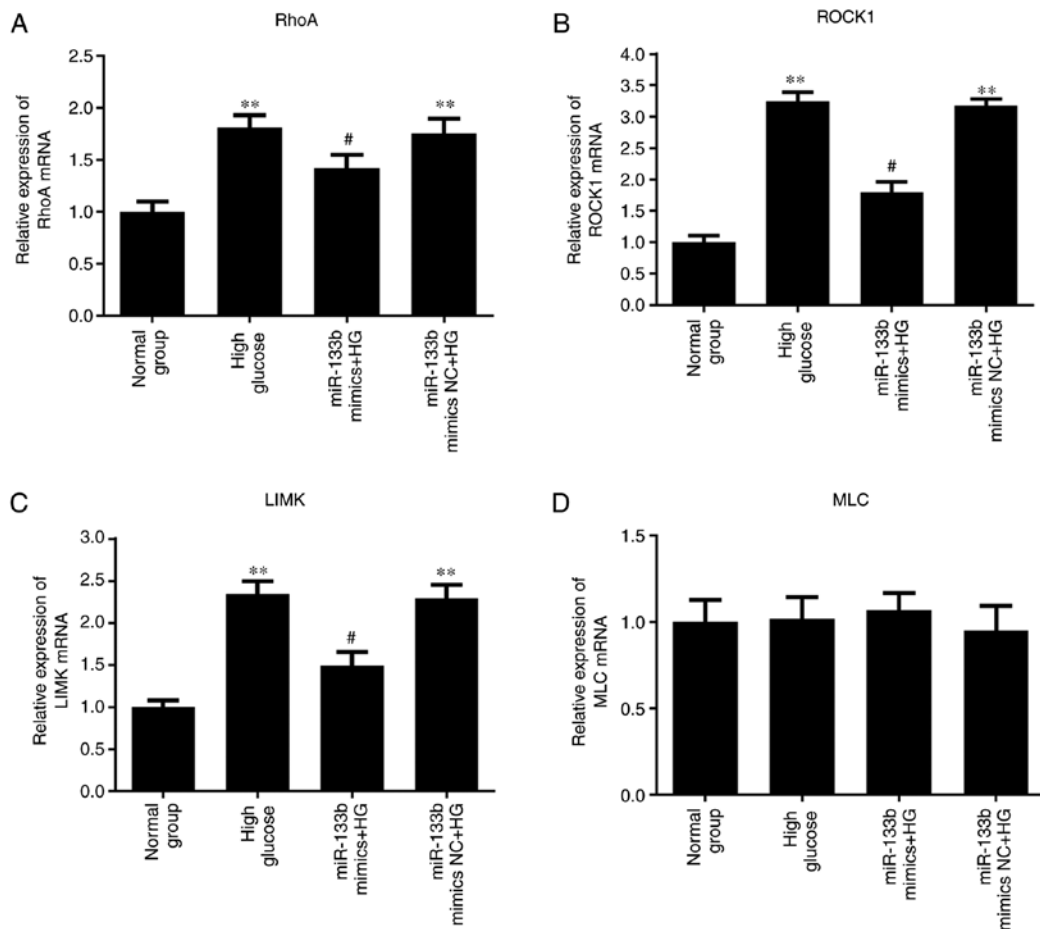 A
RhoA
Relative expression of
RhoA mRNA
2.5
2.0
1.5
1.0
0.5
0.0
**
#
**
Normal
group
High
glucose
miR-133b
mimics+HG
miR-133b
mimics NC+HG
B
ROCK1
Relative expression of
ROCK1 mRNA
4.0
3.5
3.0
2.5
2.0
1.5
1.0
0.5
0.0
**
#
**
Normal
group
High
glucose
miR-133b
mimics+HG
miR-133b
mimics NC+HG
C
LIMK
Relative expression of
LIMK mRNA
3.0
2.5
2.0
1.5
1.0
0.5
0.0
**
#
**
Normal
group
High
glucose
miR-133b
mimics+HG
miR-133b
mimics NC+HG
D
MLC
Relative expression of
MLC mRNA
1.5
1.0
0.5
0.0
Normal
group
High
glucose
miR-133b
mimics+HG
miR-133b
mimics NC+HG